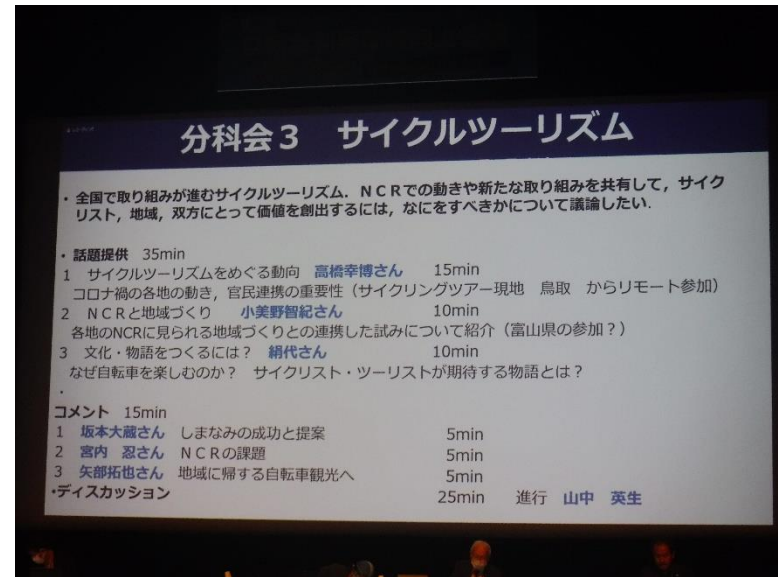 分科会3　サイクルツーリズム
・全国で取り組みが進むサイクルツーリズム．NCRでの動きや新たな取り組みを共有して，サイク
リスト，地域，双方にとって価値を創出するには，なにをすべきかについて議論したい．
・話題提供　35min
1　サイクルツーリズムをめぐる動向　高橋幸博さん　15min
コロナ禍の各地の動き，官民連携の重要性（サイクリングツアー現地　鳥取　からリモート参加）
2　NCRと地域づくり　小美野智紀さん　10min
各地のNCRに見られる地域づくりとの連携した試みについて紹介（富山県の参加？）
3　文化・物語をつくるには？　絹代さん　10min
なぜ自転車を楽しむのか？　サイクリスト・ツーリストが期待する物語とは？
・
コメント　15min
1　坂本大蔵さん　しまなみの成功と提案　5min
2　宮内　忍さん　NCRの課題　5min
3　矢部拓也さん　地域に帰する自転車観光へ　5min
・ディスカッション　25min　進行　山中　英生